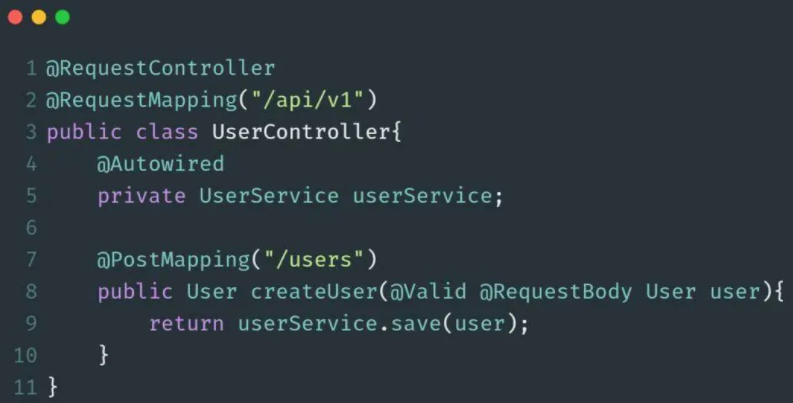 1 @RequestController
2 @RequestMapping("/api/v1")
3 public class UserController{
4     @Autowired
5     private UserService userService;
6
7     @PostMapping("/users")
8     public User createUser(@Valid @RequestBody User user){
9         return userService.save(user);
10     }
11 }